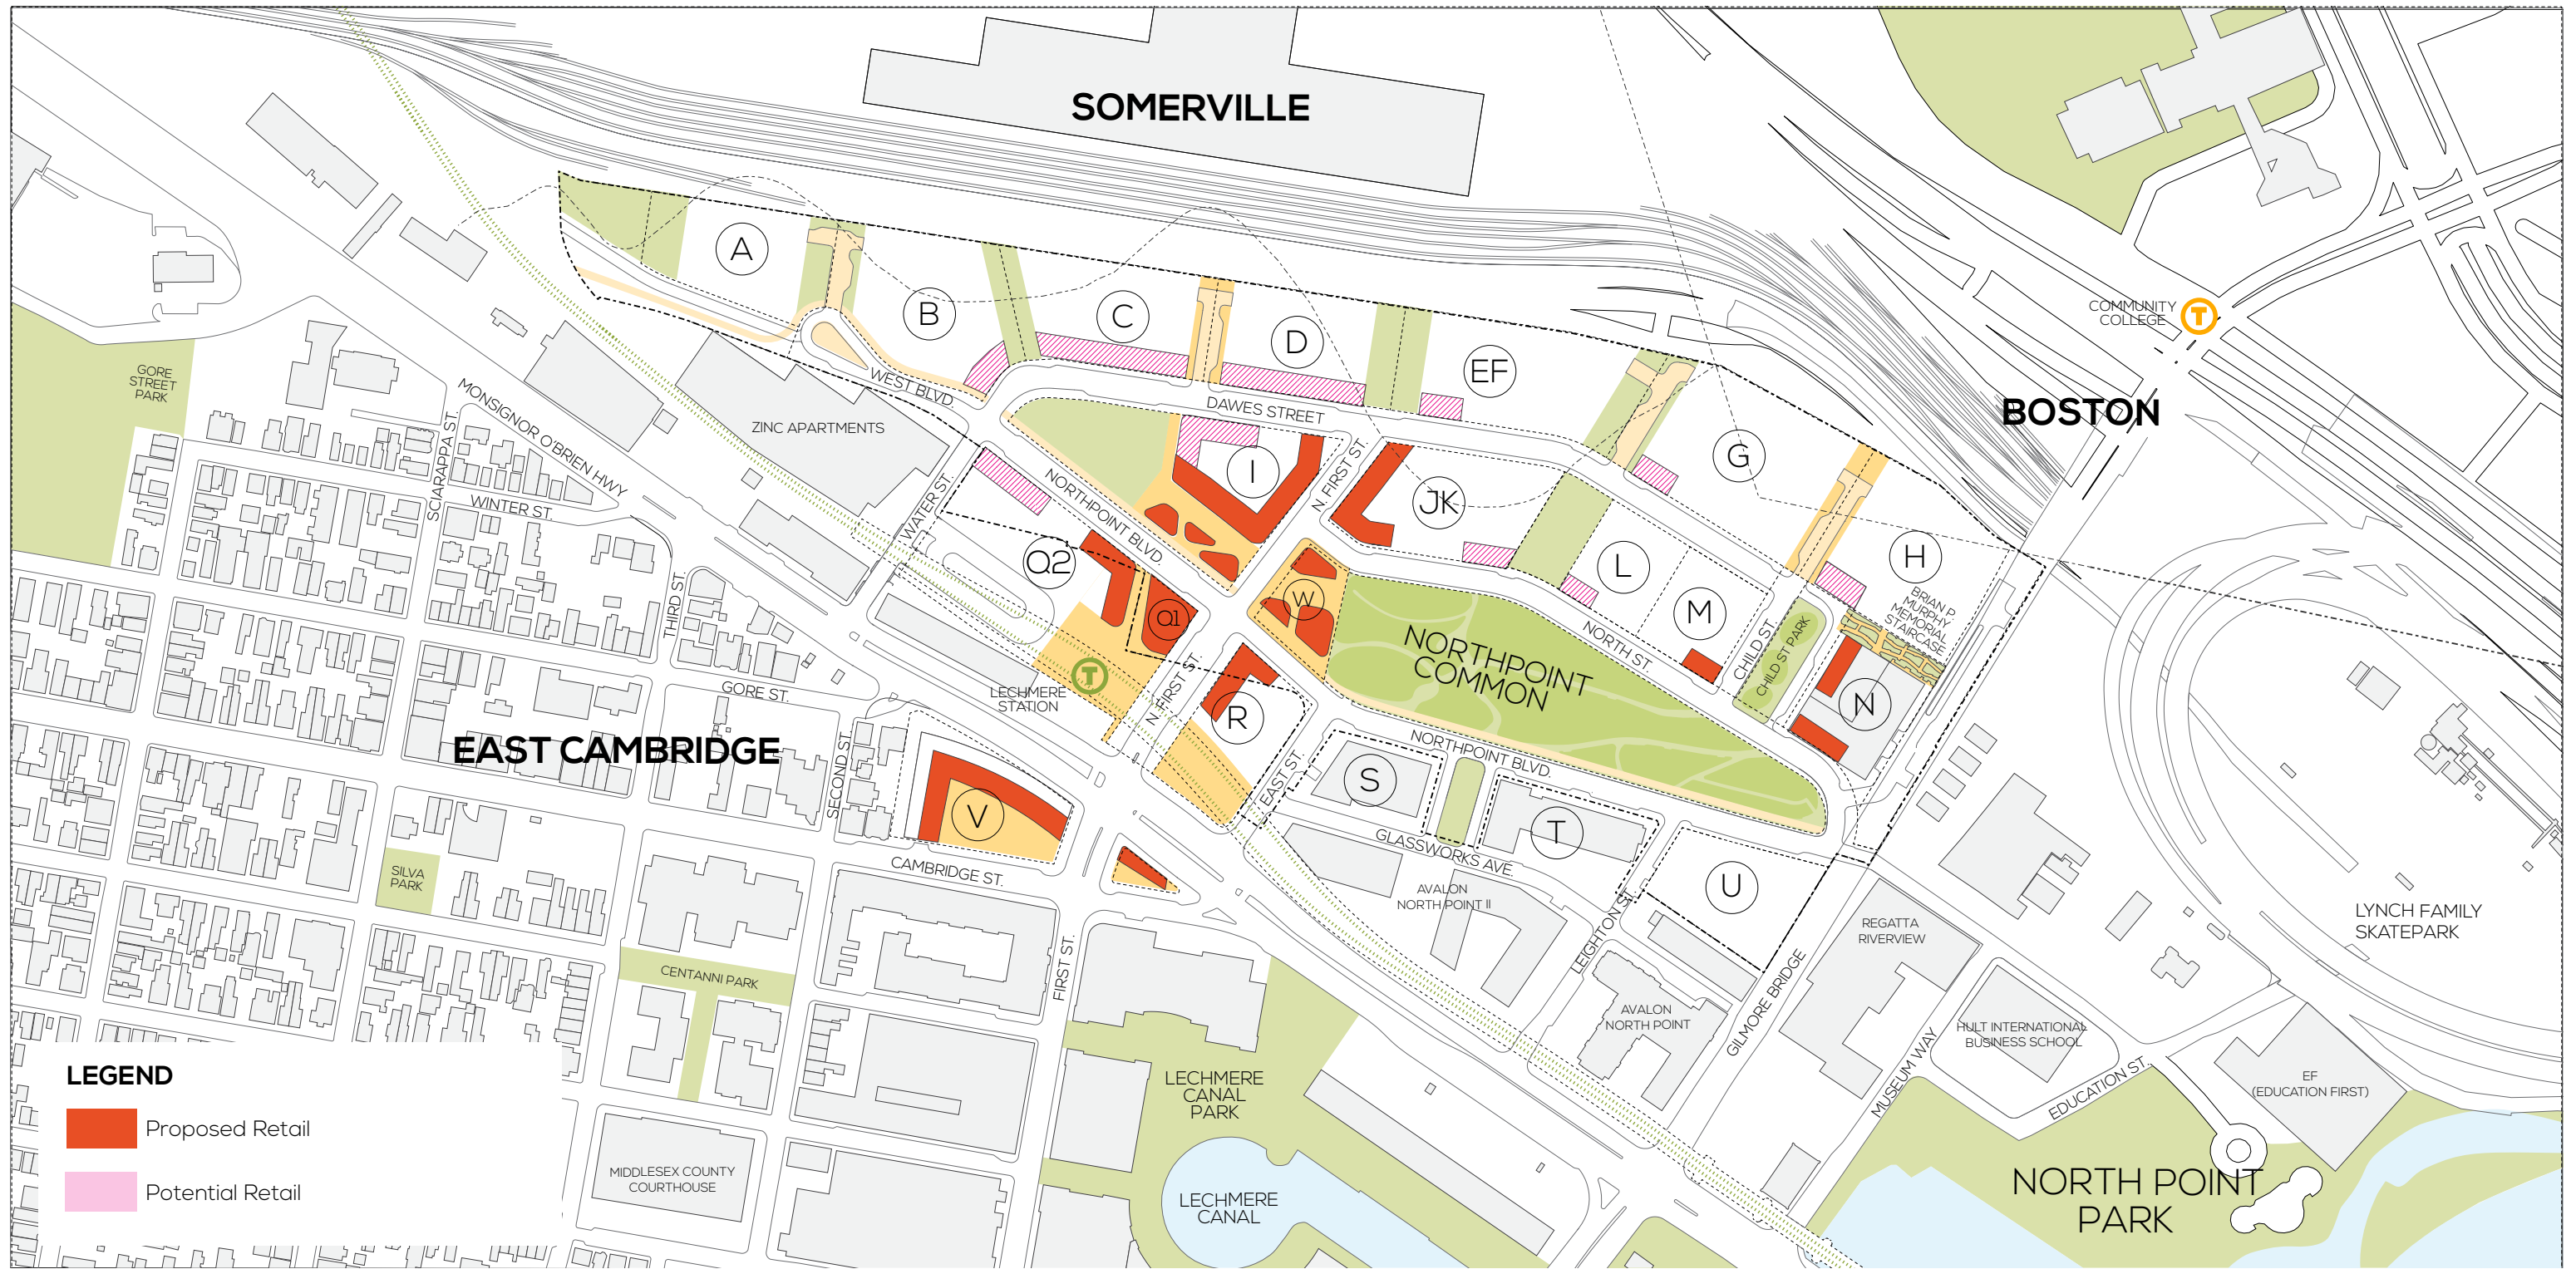 SOMERVILLE
A
B
C
D
EF
G
H
COMMUNITY
COLLEGE
T
BOSTON
GORE
STREET
PARK
MONSIGNOR O'BRIEN HWY
SCIARAPPA ST.
WINTER ST.
THIRD ST.
ZINC APARTMENTS
WEST BLVD.
DAWES STREET
WATER ST.
NORTHPOINT BLVD.
N. FIRST ST.
I
JK
L
M
Q2
Q1
W
NORTHPOINT
COMMON
NORTH ST.
CHILD ST.
CHILD ST PARK
BRIAN P.
MURPHY
MEMORIAL
STAIRCASE
N
T
LECHMERE
STATION
N. FIRST ST.
R
GORE ST.
EAST CAMBRIDGE
SECOND ST.
V
EAST ST.
S
NORTHPOINT BLVD.
T
U
GLASSWORKS AVE.
CAMBRIDGE ST.
SILVA
PARK
AVALON
NORTH POINT II
LEIGHTON ST.
REGATTA
RIVERVIEW
LYNCH FAMILY
SKATEPARK
CENTANNI PARK
FIRST ST.
AVALON
NORTH POINT
GILMORE BRIDGE
MUSEUM WAY
HULT INTERNATIONAL
BUSINESS SCHOOL
EDUCATION ST.
EF
(EDUCATION FIRST)
LECHMERE
CANAL
PARK
LECHMERE
CANAL
MIDDLESEX COUNTY
COURTHOUSE
NORTH POINT
PARK
LEGEND
Proposed Retail
Potential Retail